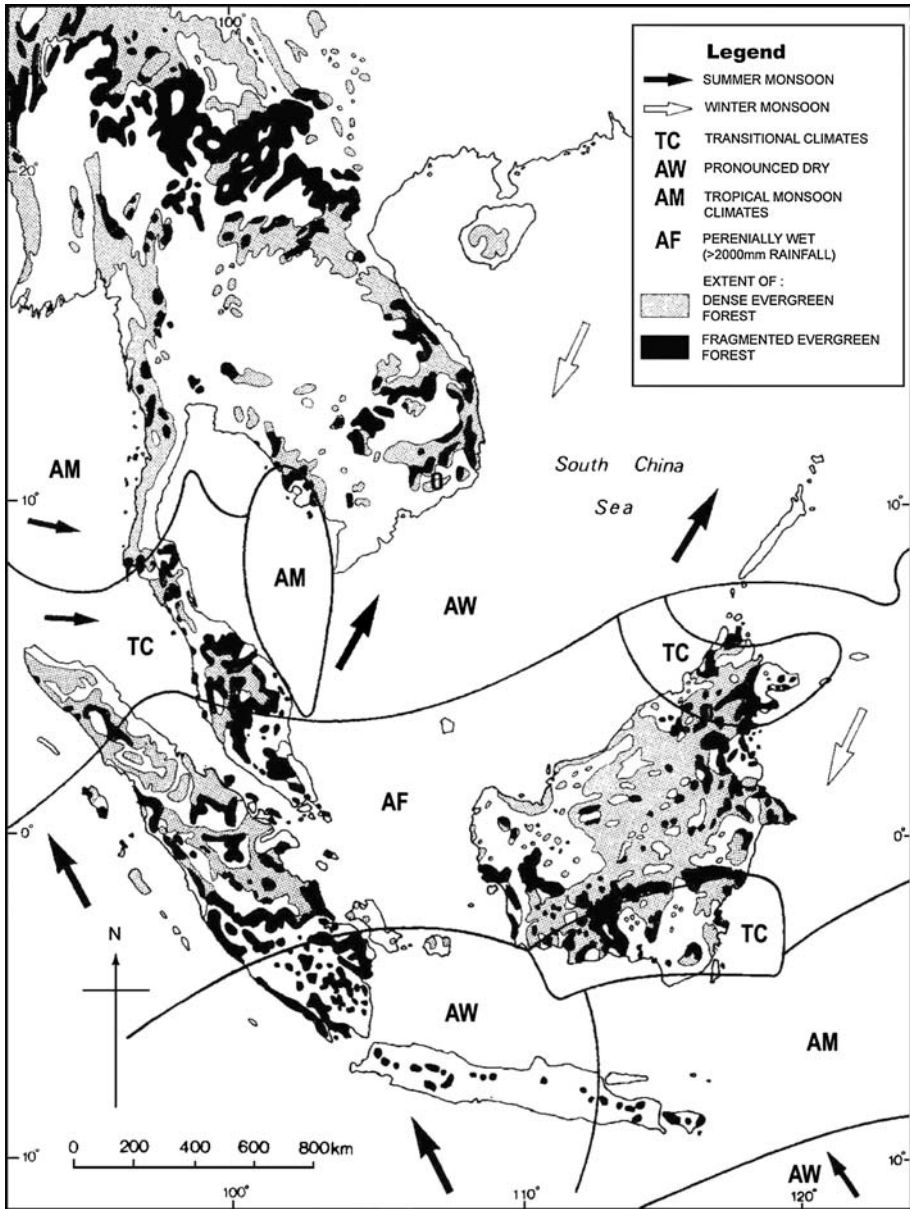 100°
Legend
SUMMER MONSOON
WINTER MONSOON
TC TRANSITIONAL CLIMATES
AW PRONOUNCED DRY
AM TROPICAL MONSOON
CLIMATES
AF PERENIALLY WET
(>2000mm RAINFALL)
EXTENT OF :
DENSE EVERGREEN
FOREST
FRAGMENTED EVERGREEN
FOREST
20°
AM
South China
Sea
10°
10°
AM
AW
TC
TC
AF
0°
0°
N
TC
AW
AM
0 200 400 600 800km
10°
10°
AW
100°
110°
120°